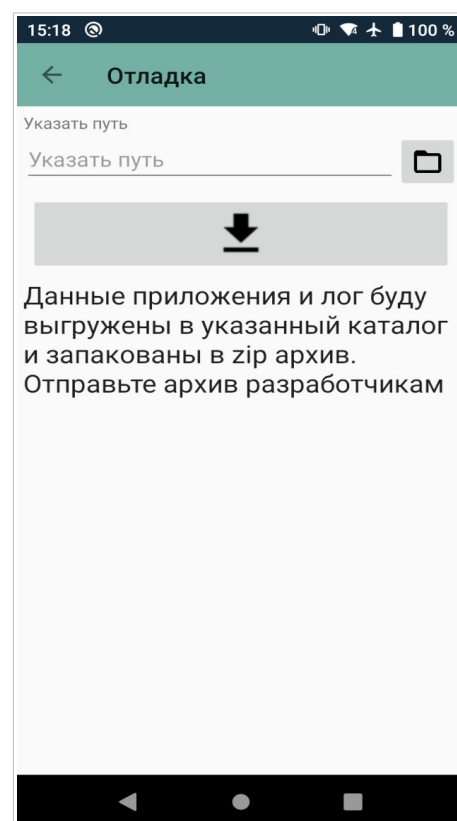 15:18 100 %
Отладка
Указать путь
Указать путь
Данные приложения и лог буду
выгружены в указанный каталог
и запакованы в zip архив.
Отправьте архив разработчикам